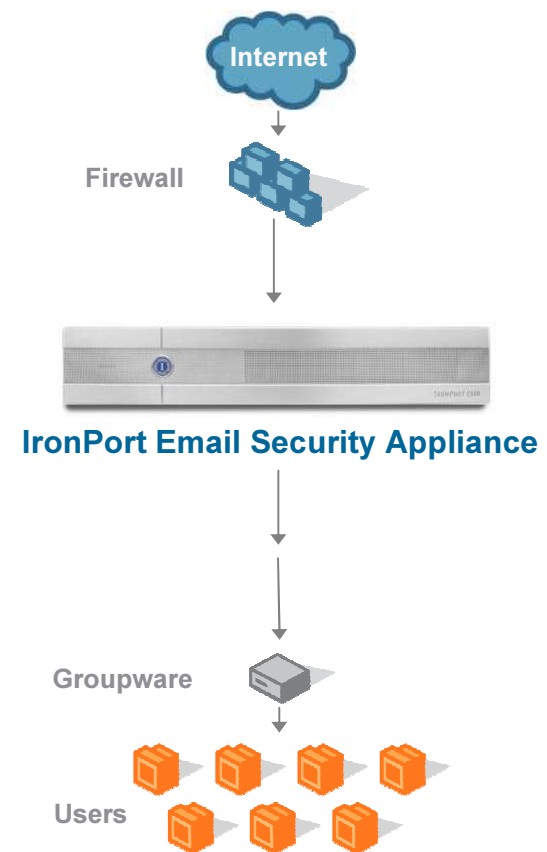 Internet
Firewall
IronPort Email Security Appliance
Groupware
Users